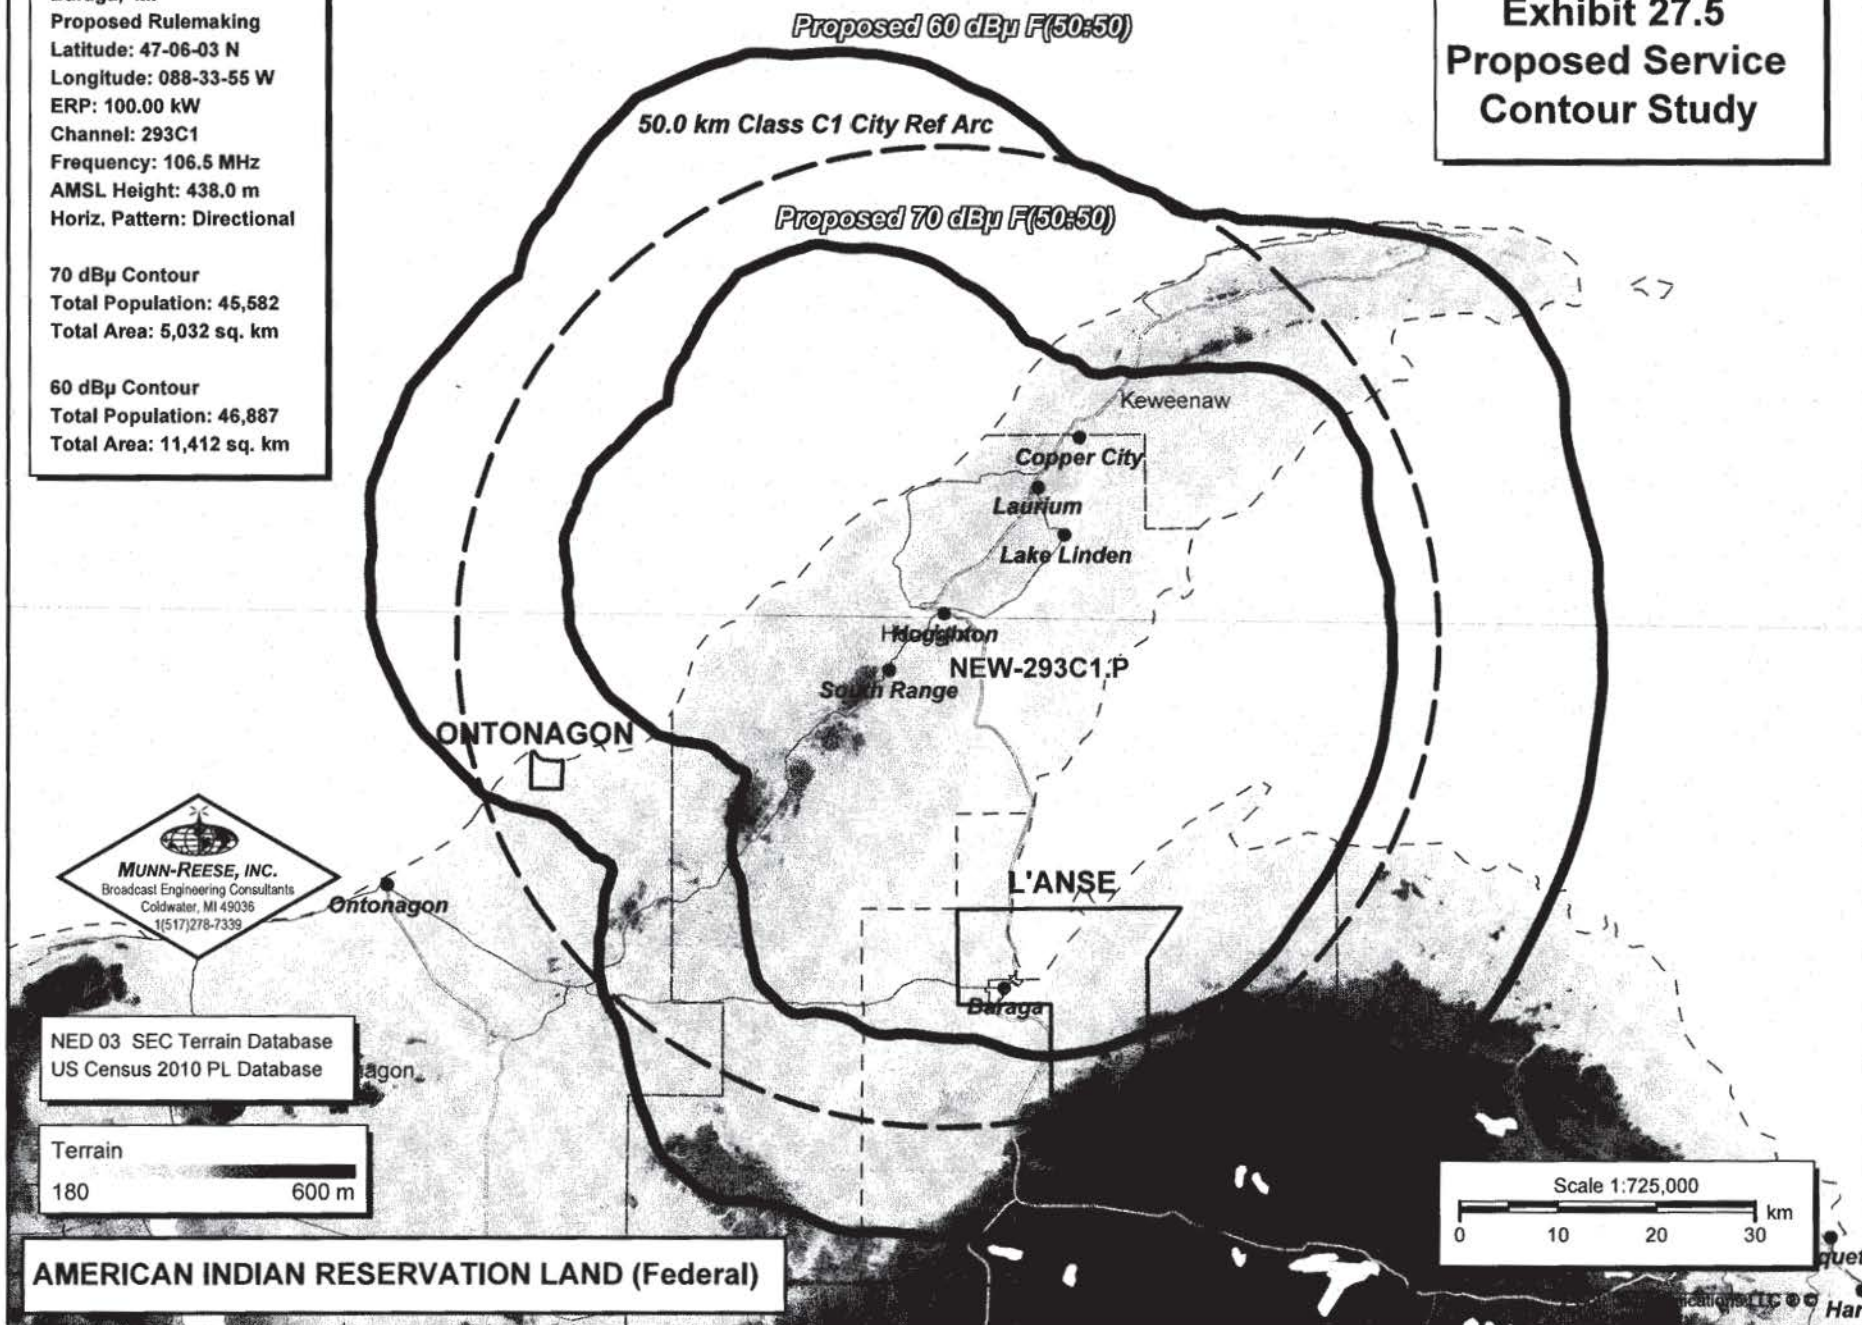 Proposed Rulemaking
Latitude: 47-06-03 N
Longitude: 088-33-55 W
ERP: 100.00 kW
Channel: 293C1
Frequency: 106.5 MHz
AMSL Height: 438.0 m
Horiz. Pattern: Directional
70 dBµ Contour
Total Population: 45,582
Total Area: 5,032 sq. km
60 dBµ Contour
Total Population: 46,887
Total Area: 11,412 sq. km
Exhibit 27.5
Proposed Service
Contour Study
Proposed 60 dBµ F(50:50)
50.0 km Class C1 City Ref Arc
Proposed 70 dBµ F(50:50)
Keweenaw
Copper City
Laurium
Lake Linden
Houghton
NEW-293C1.P
South Range
ONTONAGON
L'ANSE
Baraga
Ontonagon
MUNN-REESE, INC.
Broadcast Engineering Consultants
Coldwater, MI 49036
1(517)278-7339
NED 03 SEC Terrain Database
US Census 2010 PL Database
agon
Terrain
180 600 m
Scale 1:725,000
km
0 10 20 30
quet
Har
AMERICAN INDIAN RESERVATION LAND (Federal)